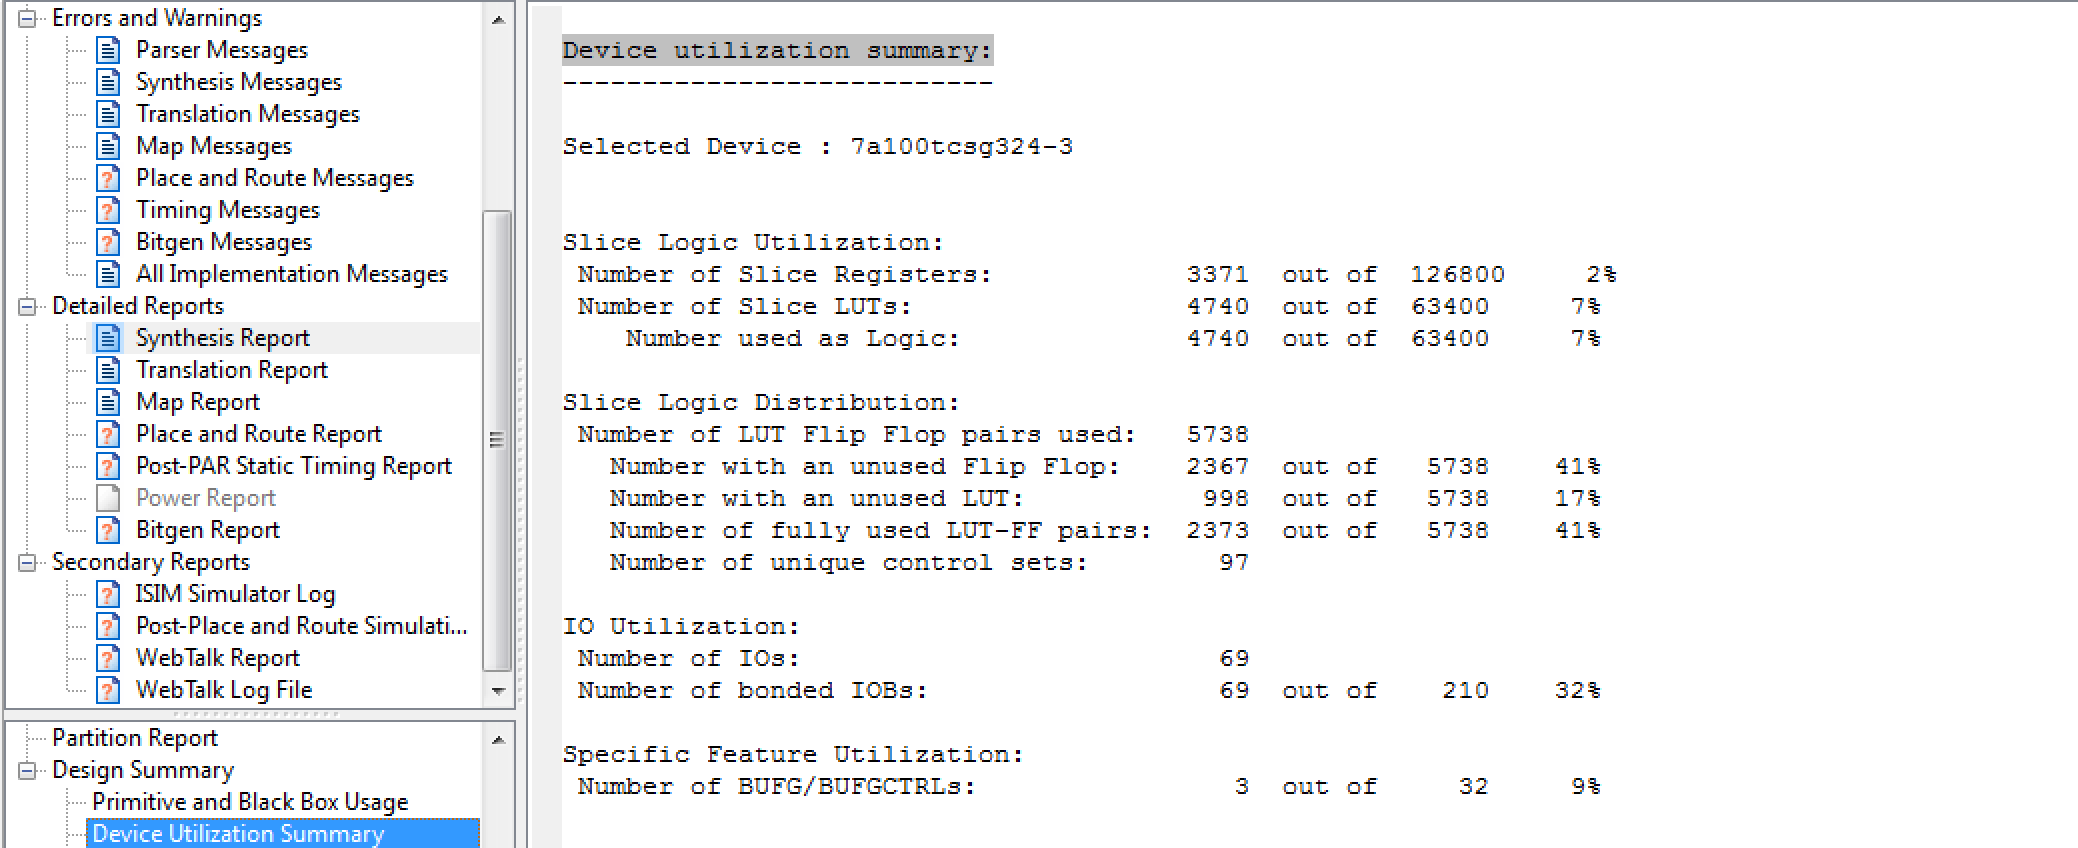 Errors and Warnings
Parser Messages
Synthesis Messages
Translation Messages
Map Messages
Place and Route Messages
Timing Messages
Bitgen Messages
All Implementation Messages
Detailed Reports
Synthesis Report
Translation Report
Map Report
Place and Route Report
Post-PAR Static Timing Report
Power Report
Bitgen Report
Secondary Reports
ISIM Simulator Log
Post-Place and Route Simulati...
WebTalk Report
WebTalk Log File
Partition Report
Design Summary
Primitive and Black Box Usage
Device Utilization Summary
Device utilization summary:
---------------------------
Selected Device : 7a100tcsg324-3
Slice Logic Utilization:
Number of Slice Registers: 3371 out of 126800 2%
Number of Slice LUTs: 4740 out of 63400 7%
Number used as Logic: 4740 out of 63400 7%
Slice Logic Distribution:
Number of LUT Flip Flop pairs used: 5738
Number with an unused Flip Flop: 2367 out of 5738 41%
Number with an unused LUT: 998 out of 5738 17%
Number of fully used LUT-FF pairs: 2373 out of 5738 41%
Number of unique control sets: 97
IO Utilization:
Number of IOs: 69
Number of bonded IOBs: 69 out of 210 32%
Specific Feature Utilization:
Number of BUFG/BUFGCTRLs: 3 out of 32 9%